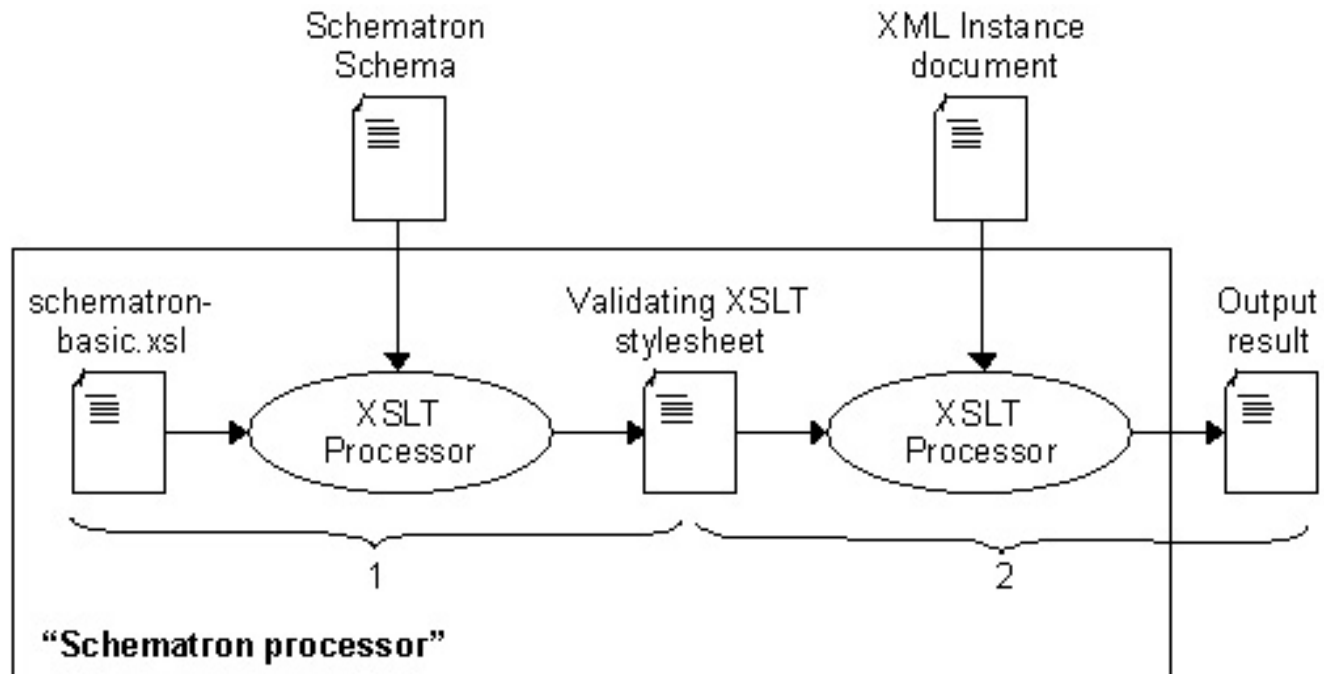 Schematron
Schema
XML Instance
document
schematron-
basic.xsl
Validating XSLT
stylesheet
Output
result
XSLT
Processor
XSLT
Processor
1
2
“Schematron processor”